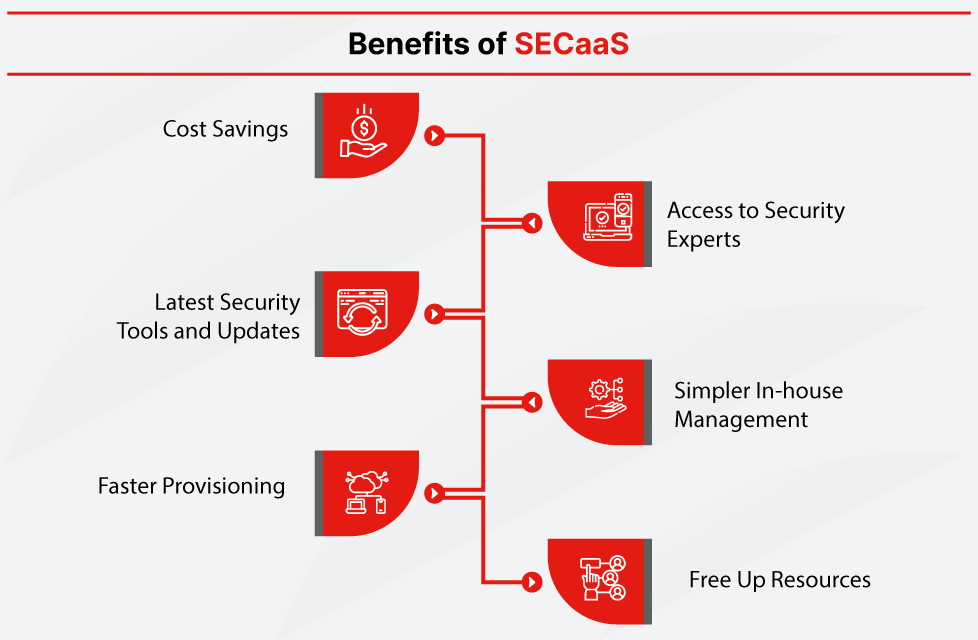 Benefits of SECaaS
Cost Savings
Access to Security
Experts
Latest Security
Tools and Updates
Simpler In-house
Management
Faster Provisioning
Free Up Resources